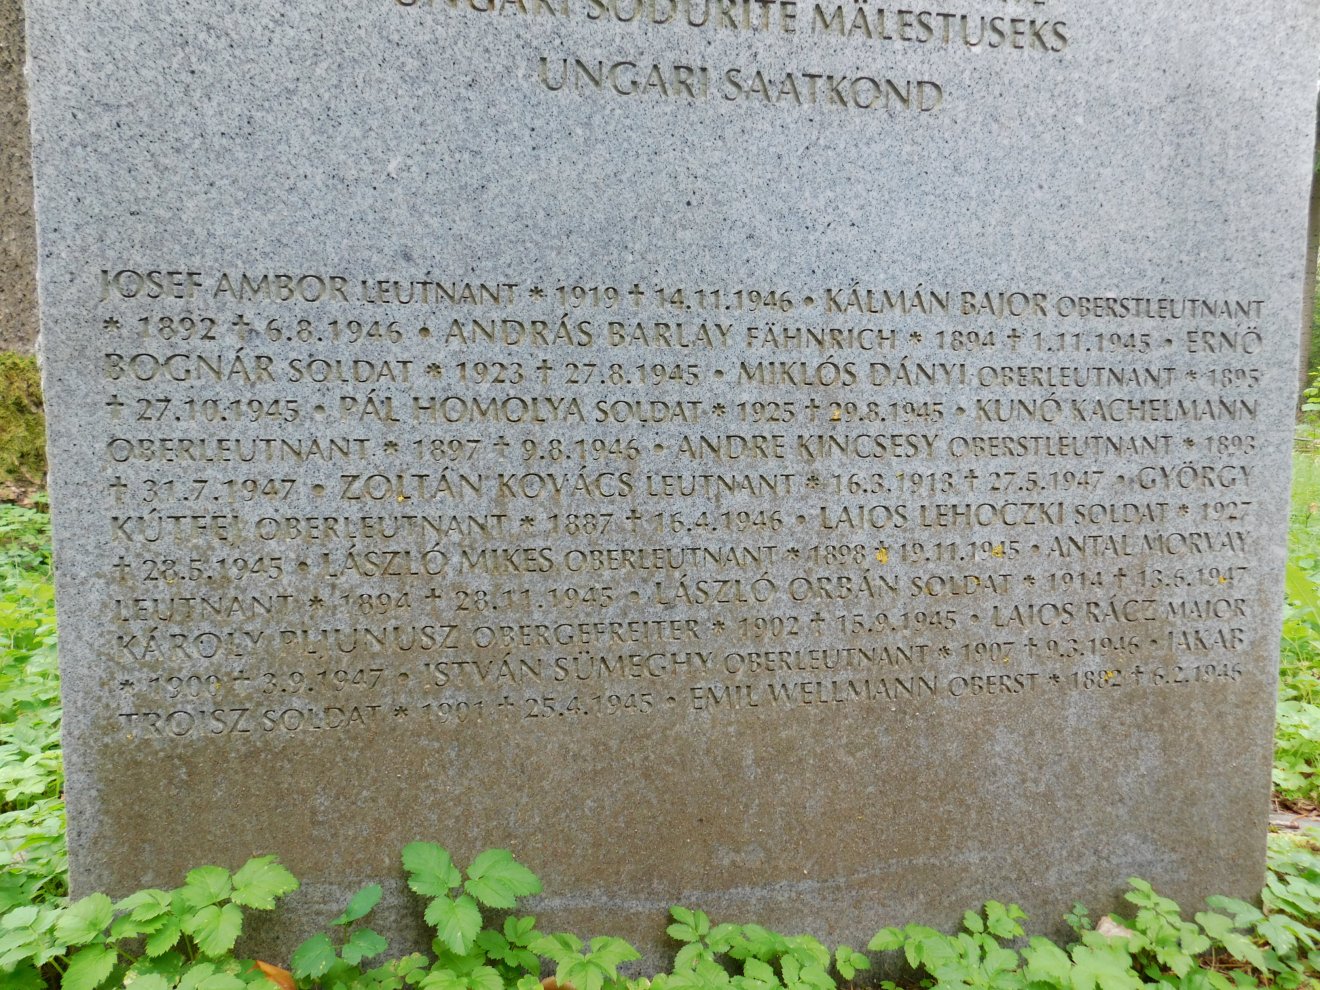 UNGARI SÕDURITE MÄLESTUSEKS
UNGARI SAATKOND
JOSEF AMBOR LEUTNANT * 1919 † 14.11.1946 • KÁLMÁN BAJOR OBERSTLEUTNANT
* 1892 † 6.8.1946 • ANDRÁS BARLAY FÄHNRICH * 1894 † 1.11.1945 • ERNÖ
BOGNÁR SOLDAT * 1923 † 27.8.1945 • MIKLÓS DÁNYI OBERLEUTNANT * 1895
† 27.10.1945 • PÁL HOMOLYA SOLDAT * 1925 † 29.8.1945 • KUNÓ KACHELMANN
OBERLEUTNANT * 1897 † 9.8.1946 • ANDRE KINCSESY OBERSTLEUTNANT * 1893
† 31.7.1947 • ZOLTÁN KOVÁCS LEUTNANT * 16.3.1918 † 27.5.1947 • GYÓRGY
KÚTFEJ OBERLEUTNANT * 1887 † 16.4.1946 • LAJOS LEHOCZKI SOLDAT * 1927
† 28.5.1945 • LÁSZLÓ MIKES OBERLEUTNANT * 1898 † 19.11.1945 • ANTAL MORVAY
LEUTNANT * 1894 † 28.11.1945 • LÁSZLÓ ORBÁN SOLDAT * 1914 † 13.6.1947
KÁROLY PLJUNUSZ OBERGEFREITER * 1902 † 15.9.1945 • LAJOS RÁCZ MAJOR
* 1900 † 3.9.1947 • ISTVÁN SÜMEGHY OBERLEUTNANT * 1907 † 9.3.1946 • JAKAB
TROJSZ SOLDAT * 1901 † 25.4.1945 • EMIL WELLMANN OBERST * 1882 † 6.2.1946